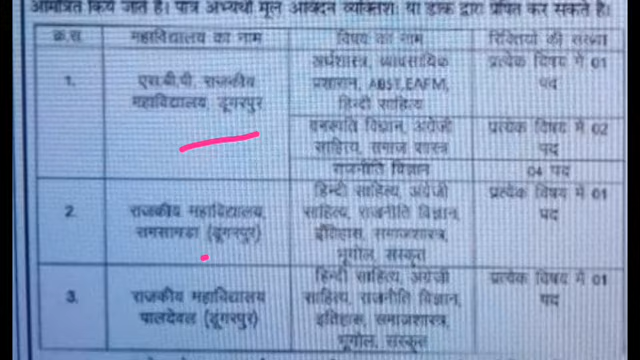 आमंत्रित किये जाते है। पात्र अभ्यर्थी मूल आवेदन व्यक्तिशः या डाक द्वारा प्रेषित कर सकते है।
क्र.स. महाविद्यालय का नाम विषय का नाम रिक्तियों की संख्या
1. एस.बी.पी. राजकीय महाविद्यालय, डूंगरपुर
अर्थशास्त्र, व्यावसायिक
प्रशासन, ABST,EAFM,
हिन्दी साहित्य
प्रत्येक विषय में 01
पद
वनस्पति विज्ञान, अंग्रेजी
साहित्य, समाज शास्त्र
प्रत्येक विषय में 02
पद
राजनीति विज्ञान 04 पद
2. राजकीय महाविद्यालय,
(डूंगरपुर)
हिन्दी साहित्य, अंग्रेजी
साहित्य, राजनीति विज्ञान,
इतिहास, समाजशास्त्र,
भूगोल, संस्कृत
प्रत्येक विषय में 01
पद
3. राजकीय महाविद्यालय
पालदेवल (डूंगरपुर)
हिन्दी साहित्य, अंग्रेजी
साहित्य, राजनीति विज्ञान,
इतिहास, समाजशास्त्र,
भूगोल, संस्कृत
प्रत्येक विषय में 01
पद